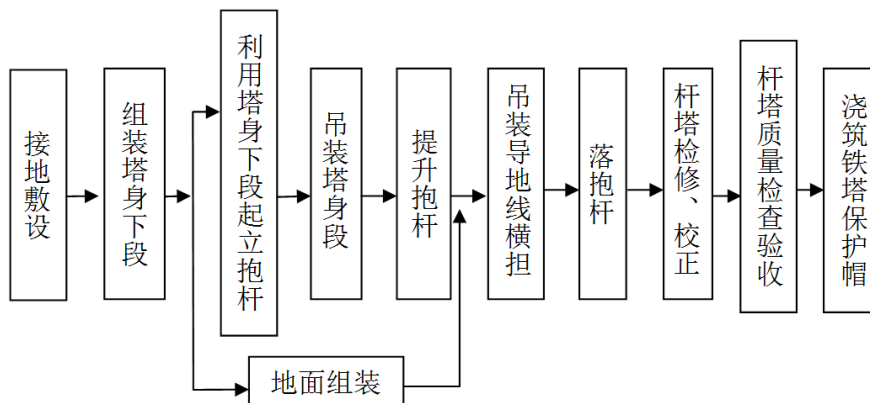 接地敷设
组装塔身下段
利用塔身下段起立抱杆
吊装塔身段
提升抱杆
吊装导地线横担
落抱杆
杆塔检修、校正
杆塔质量检查验收
浇筑铁塔保护帽
地面组装